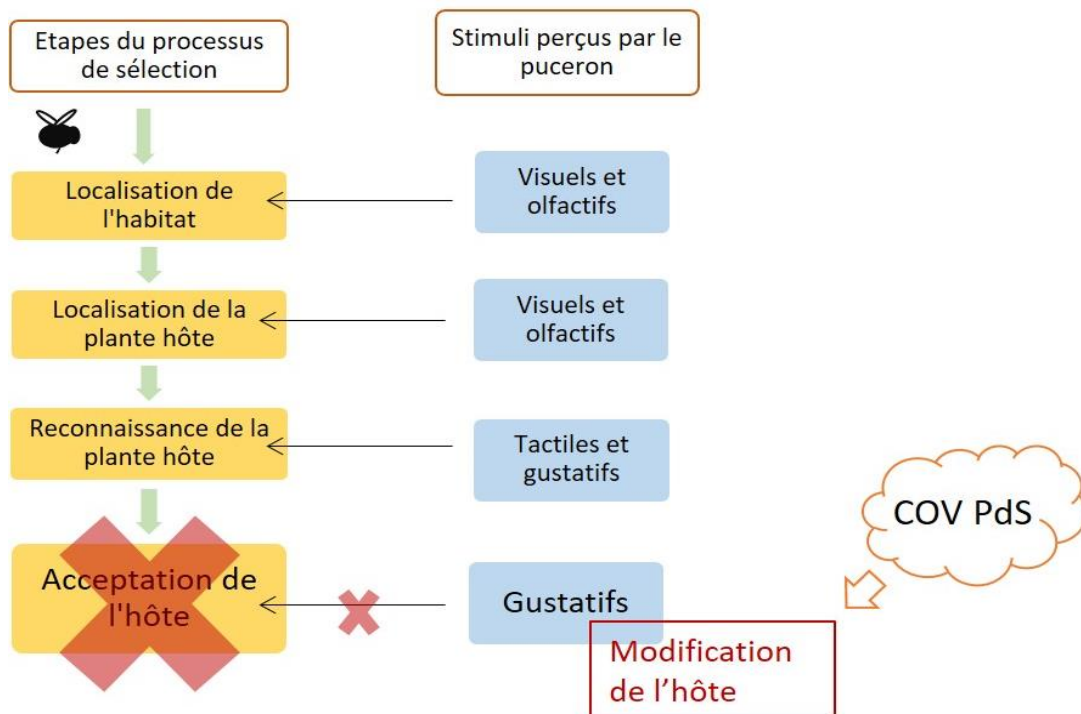 Etapes du processus
de sélection
Stimuli perçus par le
puceron
Localisation de
l'habitat
Visuels et
olfactifs
Localisation de la
plante hôte
Visuels et
olfactifs
Reconnaissance de la
plante hôte
Tactiles et
gustatifs
COV PdS
Acceptation de
l'hôte
Gustatifs
Modification
de l’hôte